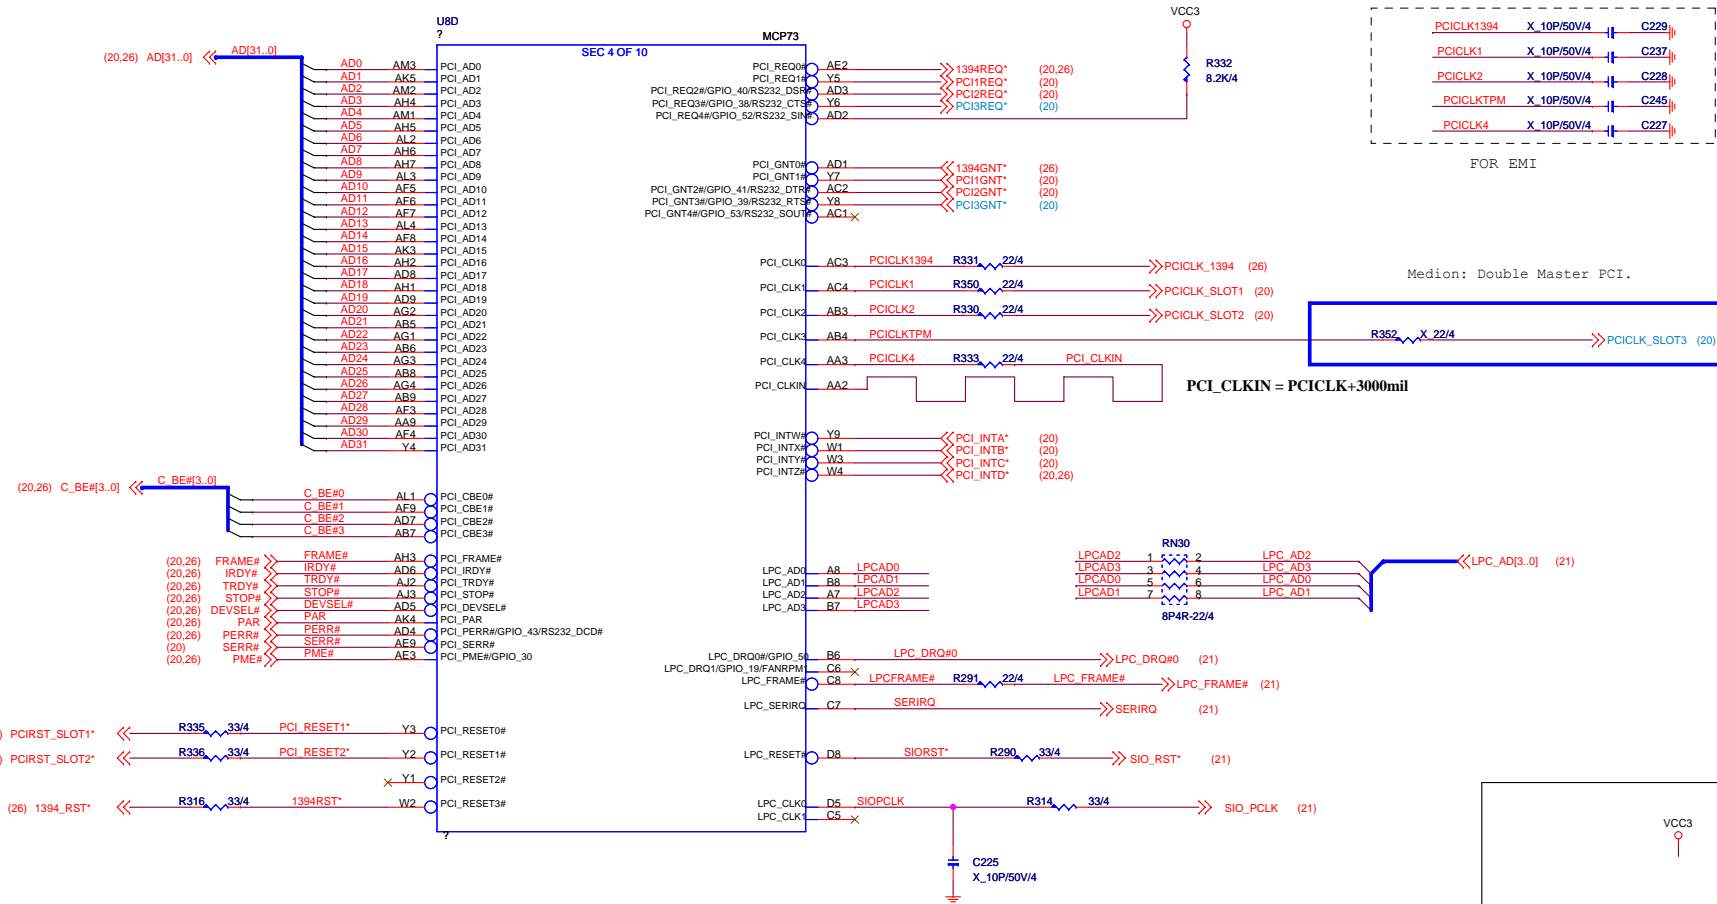 U8D
?
MCP73
SEC 4 OF 10
(20,26) AD[31..0] AD[31..0]
AD0 AM3 PCI_AD0
AD1 AK5 PCI_AD1
AD2 AM2 PCI_AD2
AD3 AH4 PCI_AD3
AD4 AM1 PCI_AD4
AD5 AH5 PCI_AD5
AD6 AL2 PCI_AD6
AD7 AH6 PCI_AD7
AD8 AH7 PCI_AD8
AD9 AL3 PCI_AD9
AD10 AF5 PCI_AD10
AD11 AF6 PCI_AD11
AD12 AF7 PCI_AD12
AD13 AL4 PCI_AD13
AD14 AF8 PCI_AD14
AD15 AK3 PCI_AD15
AD16 AH2 PCI_AD16
AD17 AD8 PCI_AD17
AD18 AH1 PCI_AD18
AD19 AD9 PCI_AD19
AD20 AG2 PCI_AD20
AD21 AB5 PCI_AD21
AD22 AG1 PCI_AD22
AD23 AB6 PCI_AD23
AD24 AG3 PCI_AD24
AD25 AB8 PCI_AD25
AD26 AG4 PCI_AD26
AD27 AB9 PCI_AD27
AD28 AF3 PCI_AD28
AD29 AA9 PCI_AD29
AD30 AF4 PCI_AD30
AD31 Y4 PCI_AD31
(20,26) C_BE#[3..0] C_BE#[3..0]
C_BE#0 AL1 PCI_CBE0#
C_BE#1 AF9 PCI_CBE1#
C_BE#2 AD7 PCI_CBE2#
C_BE#3 AB7 PCI_CBE3#
(20,26) FRAME# FRAME# AH3 PCI_FRAME#
(20,26) IRDY# IRDY# AD6 PCI_IRDY#
(20,26) TRDY# TRDY# AJ2 PCI_TRDY#
(20,26) STOP# STOP# AJ3 PCI_STOP#
(20,26) DEVSEL# DEVSEL# AD5 PCI_DEVSEL#
(20,26) PAR PAR AK4 PCI_PAR
(20,26) PERR# PERR# AD4 PCI_PERR#/GPIO_43/RS232_DCD#
(20) SERR# SERR# AE9 PCI_SERR#
(20,26) PME# PME# AE3 PCI_PME#/GPIO_30
) PCIRST_SLOT1* R335 33/4 PCI_RESET1* Y3 PCI_RESET0#
) PCIRST_SLOT2* R336 33/4 PCI_RESET2* Y2 PCI_RESET1#
Y1 PCI_RESET2#
(26) 1394_RST* R316 33/4 1394RST* W2 PCI_RESET3#
?
PCI_REQ0# AE2 1394REQ* (20,26)
PCI_REQ1# Y5 PCI1REQ* (20)
PCI_REQ2#/GPIO_40/RS232_DSR# AD3 PCI2REQ* (20)
PCI_REQ3#/GPIO_38/RS232_CTS# Y6 PCI3REQ* (20)
PCI_REQ4#/GPIO_52/RS232_SIN# AD2
VCC3
R332
8.2K/4
PCI_GNT0# AD1 1394GNT* (26)
PCI_GNT1# Y7 PCI1GNT* (20)
PCI_GNT2#/GPIO_41/RS232_DTR# AC2 PCI2GNT* (20)
PCI_GNT3#/GPIO_39/RS232_RTS# Y8 PCI3GNT* (20)
PCI_GNT4#/GPIO_53/RS232_SOUT# AC1
PCI_CLK0 AC3 PCICLK1394 R331 22/4 PCICLK_1394 (26)
PCI_CLK1 AC4 PCICLK1 R350 22/4 PCICLK_SLOT1 (20)
PCI_CLK2 AB3 PCICLK2 R330 22/4 PCICLK_SLOT2 (20)
PCI_CLK3 AB4 PCICLKTPM R352 X_22/4 PCICLK_SLOT3 (20)
PCI_CLK4 AA3 PCICLK4 R333 22/4 PCI_CLKIN
PCI_CLKIN AA2
PCI_CLKIN = PCICLK+3000mil
PCI_INTW# Y9 PCI_INTA* (20)
PCI_INTX# W1 PCI_INTB* (20)
PCI_INTY# W3 PCI_INTC* (20)
PCI_INTZ# W4 PCI_INTD* (20,26)
LPC_AD0 A8 LPCAD0
LPC_AD1 B8 LPCAD1
LPC_AD2 A7 LPCAD2
LPC_AD3 B7 LPCAD3
RN30
LPCAD2 1 2 LPC_AD2
LPCAD3 3 4 LPC_AD3
LPCAD0 5 6 LPC_AD0
LPCAD1 7 8 LPC_AD1
8P4R-22/4
LPC_AD[3..0] (21)
LPC_DRQ0#/GPIO_50 B6 LPC_DRQ#0 LPC_DRQ#0 (21)
LPC_DRQ1/GPIO_19/FANRPM1 C6
LPC_FRAME# C8 LPCFRAME# R291 22/4 LPC_FRAME# LPC_FRAME# (21)
LPC_SERIRQ C7 SERIRQ SERIRQ (21)
LPC_RESET# D8 SIORST* R290 33/4 SIO_RST* (21)
LPC_CLK0 D5 SIOPCLK R314 33/4 SIO_PCLK (21)
LPC_CLK1 C5
C225
X_10P/50V/4
PCICLK1394 X_10P/50V/4 C229
PCICLK1 X_10P/50V/4 C237
PCICLK2 X_10P/50V/4 C228
PCICLKTPM X_10P/50V/4 C245
PCICLK4 X_10P/50V/4 C227
FOR EMI
Medion: Double Master PCI.
VCC3